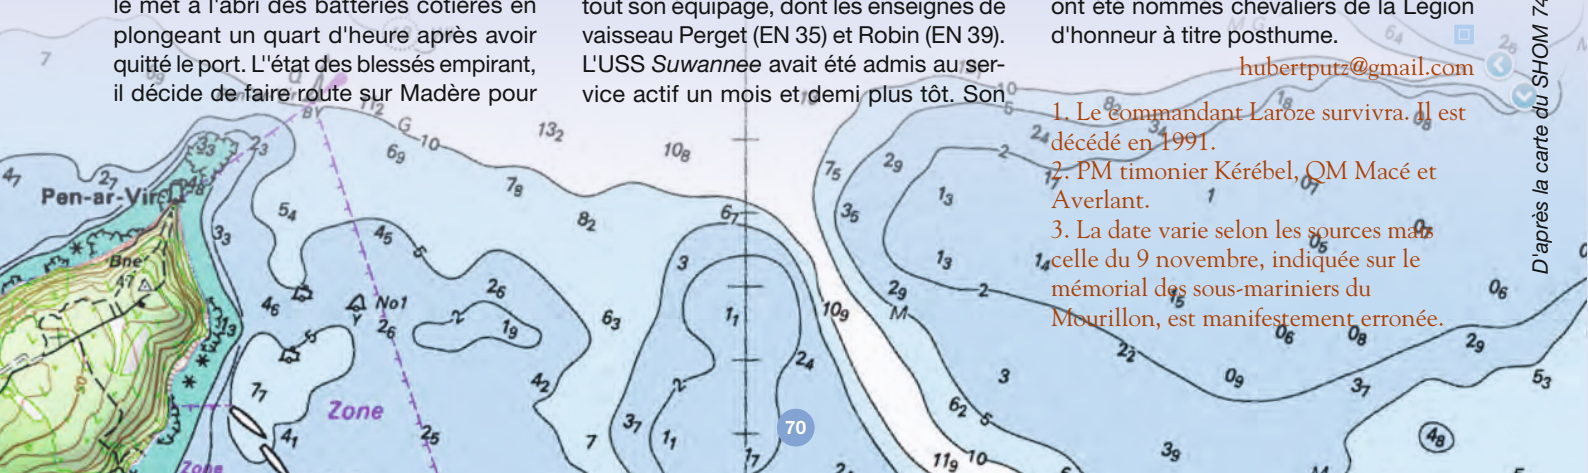 le met à l'abri des batteries côtières en
plongeant un quart d'heure après avoir
quitté le port. L''état des blessés empirant,
il décide de faire route sur Madère pour
tout son équipage, dont les enseignes de
vaisseau Perget (EN 35) et Robin (EN 39).
L'USS Suwannee avait été admis au ser-
vice actif un mois et demi plus tôt. Son
ont été nommés chevaliers de la Légion
d'honneur à titre posthume.
hubertputz@gmail.com
1. Le commandant Laroze survivra. Il est
décédé en 1991.
2. PM timonier Kérébel, QM Macé et
Averlant.
3. La date varie selon les sources mais
celle du 9 novembre, indiquée sur le
mémorial des sous-mariniers du
Mourillon, est manifestement erronée.
D'après la carte du SHOM 74
Pen-ar-Vir
Bne
47
No1
Y
BY
G
M
Zone
Zone
70